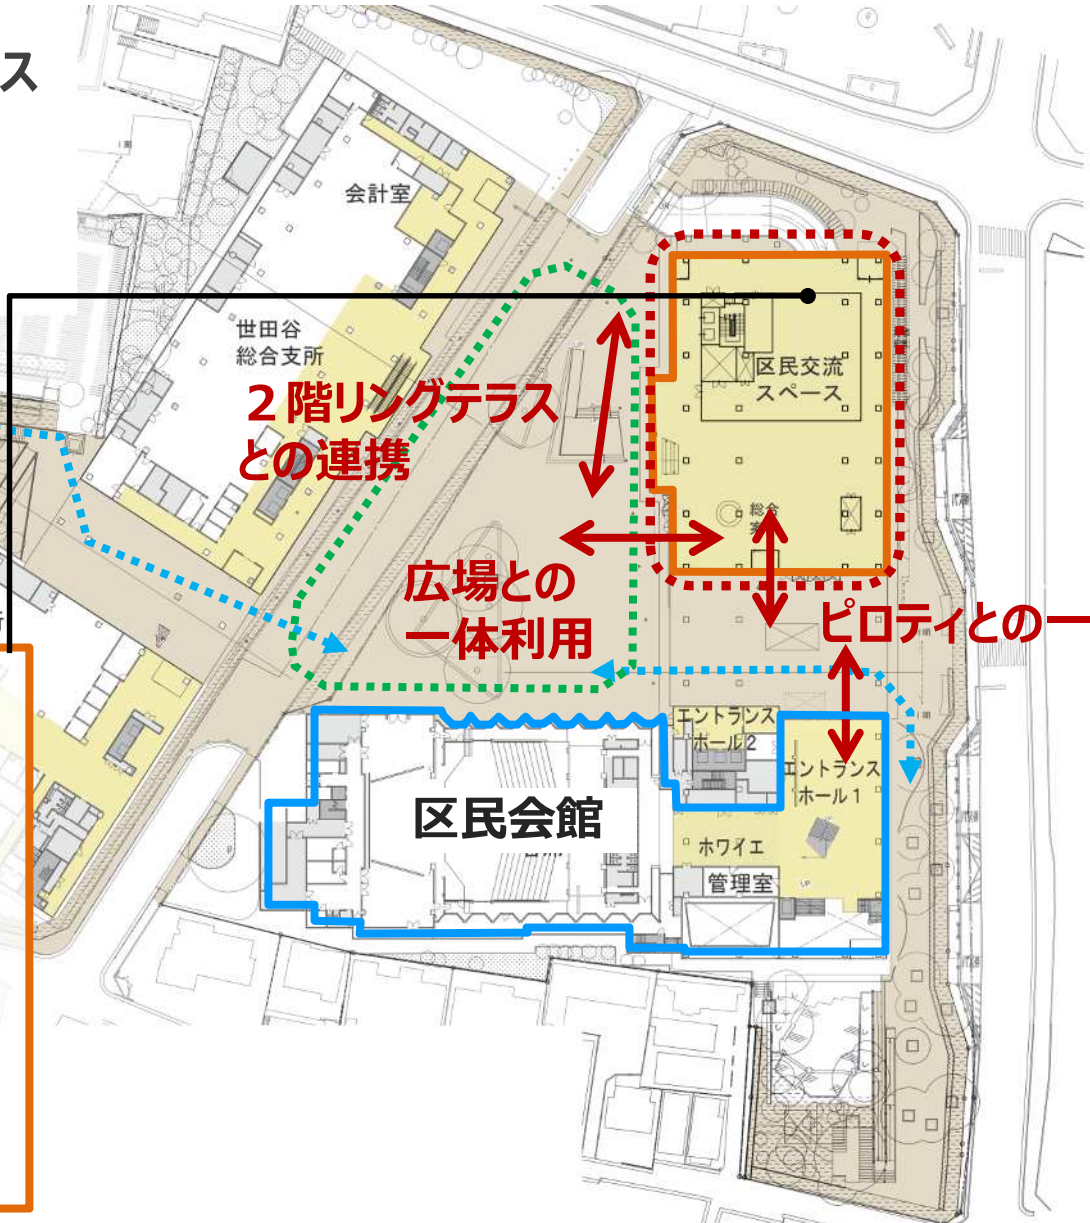 ス
会計室
世田谷
総合支所
2階リングテラス
との連携
区民交流
スペース
総合
広場との
一体利用
ピロティとの一
エントランス
ホール2
エントランス
ホール1
区民会館
ホワイエ
管理室
UP